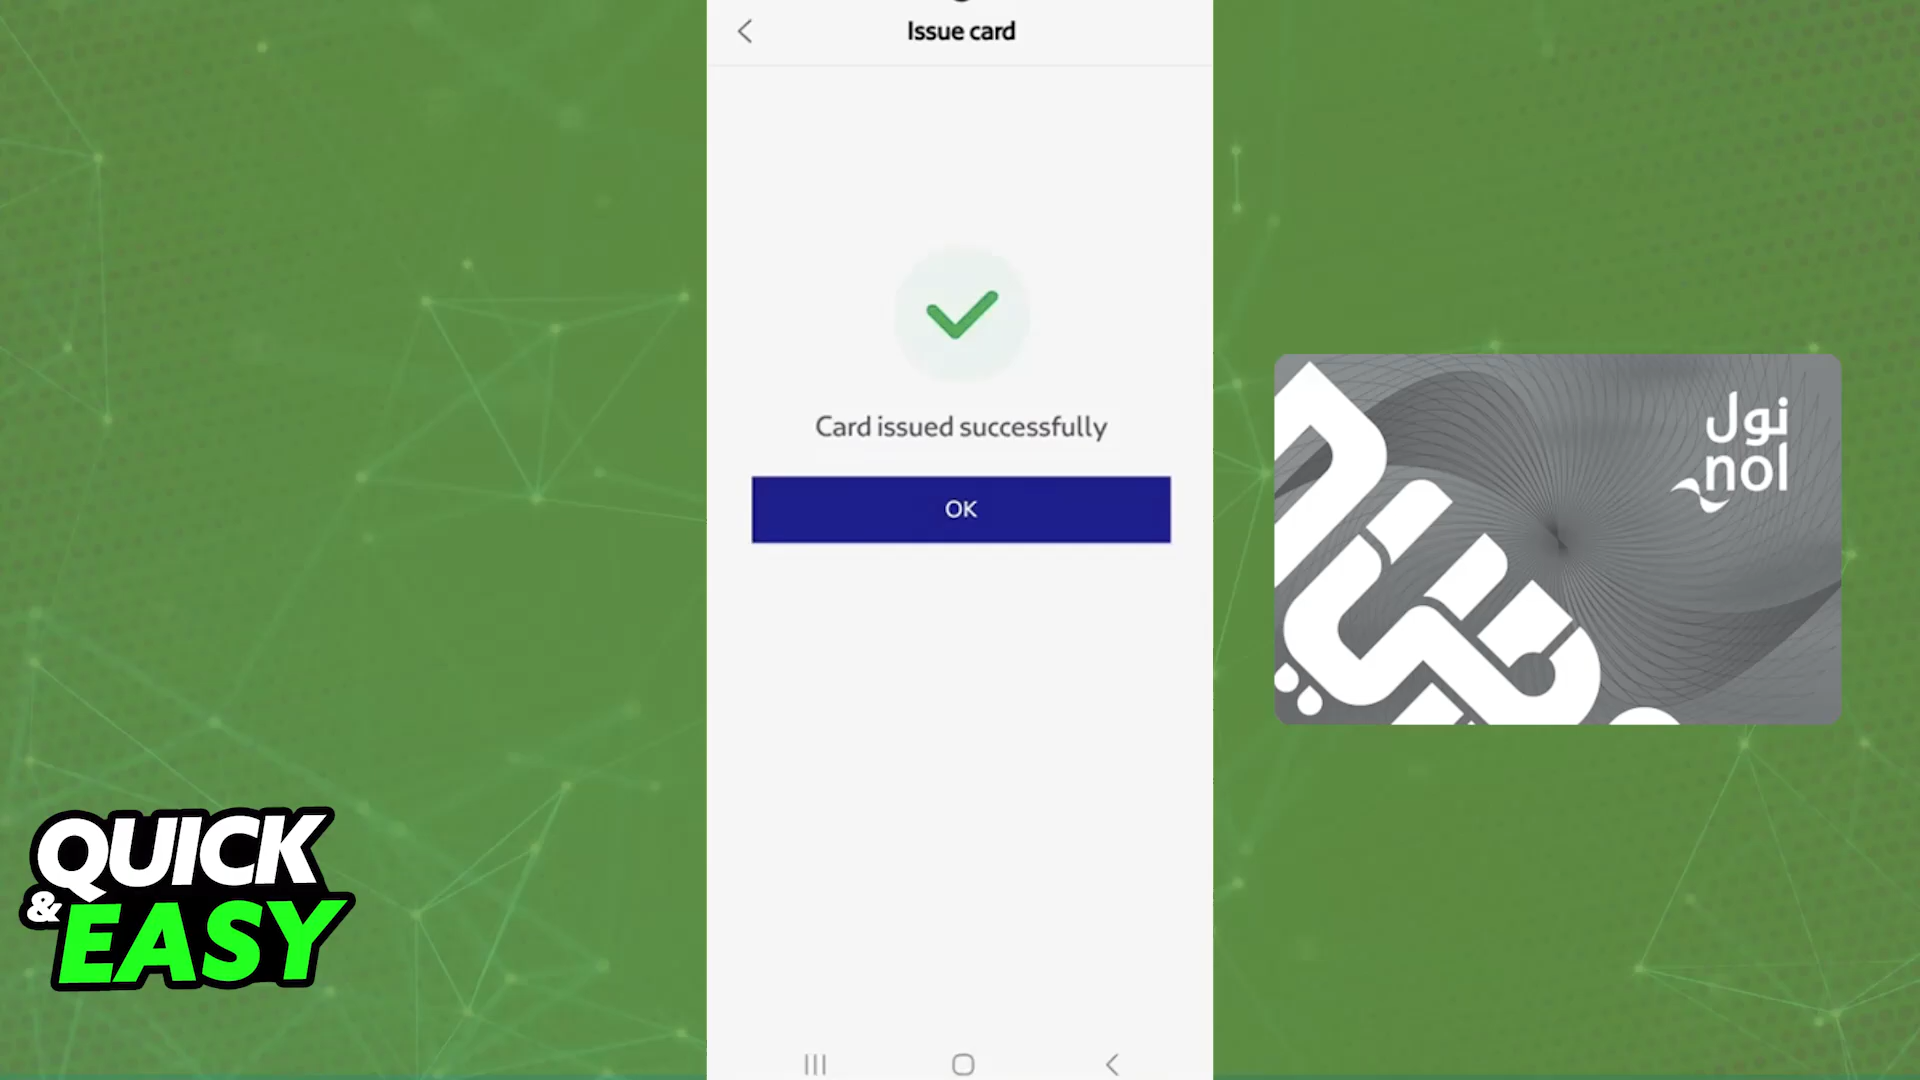 Issue card
Card issued successfully
OK
نول
nol
QUICK
& EASY